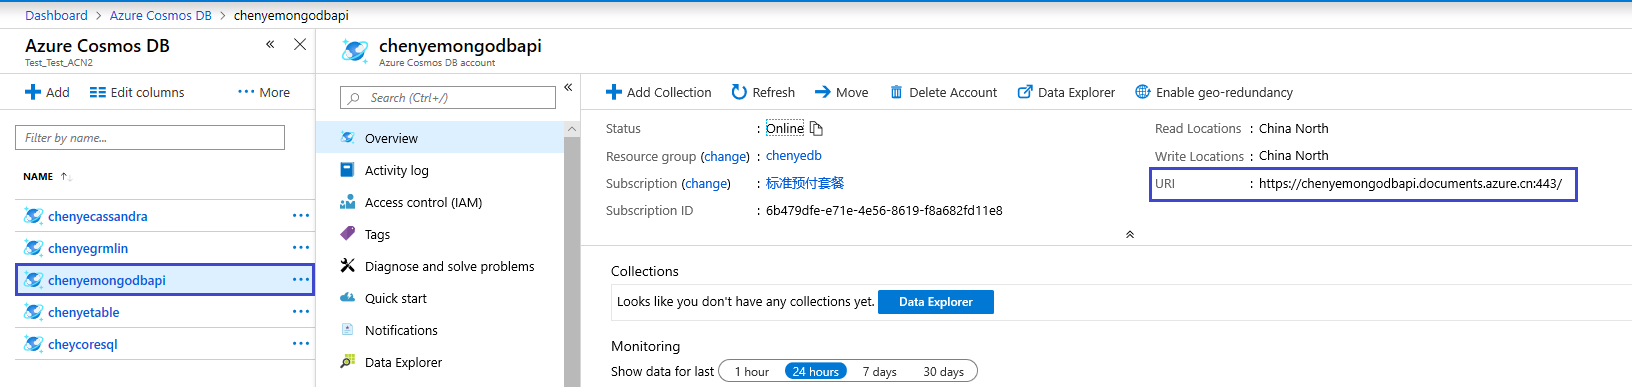 Dashboard > Azure Cosmos DB > chenyemongodbapi
Azure Cosmos DB
Test_Test_ACN2
Add Edit columns More
Filter by name...
NAME
chenyecassandra
chenyegrmlin
chenyemongodbapi
chenyetable
cheycoresql
chenyemongodbapi
Azure Cosmos DB account
Search (Ctrl+/)
Overview
Activity log
Access control (IAM)
Tags
Diagnose and solve problems
Quick start
Notifications
Data Explorer
Add Collection Refresh Move Delete Account Data Explorer Enable geo-redundancy
Status : Online
Resource group (change) : chenyedb
Subscription (change) : 标准预付套餐
Subscription ID : 6b479dfe-e71e-4e56-8619-f8a682fd11e8
Read Locations : China North
Write Locations : China North
URI : https://chenyemongodbapi.documents.azure.cn:443/
Collections
Looks like you don't have any collections yet. Data Explorer
Monitoring
Show data for last 1 hour 24 hours 7 days 30 days